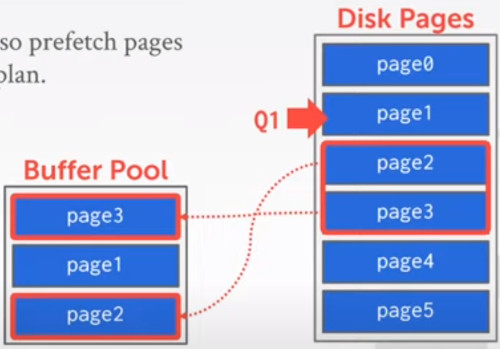 so prefetch pages
plan.
Disk Pages
page0
Q1
page1
page2
page3
page4
page5
Buffer Pool
page3
page1
page2